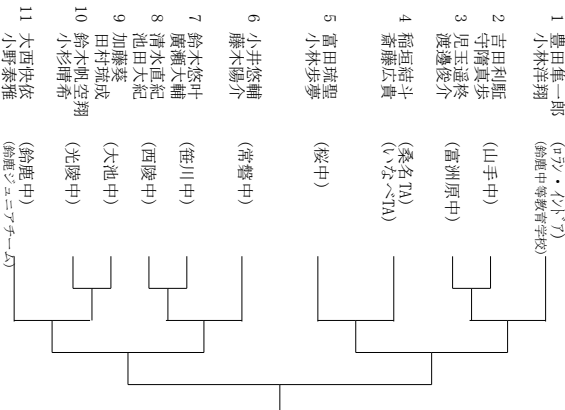 1 豊田隼一郎 (ロラン・インドア)
小林洋翔 (鈴鹿中等教育学校)
2 吉田利駈 (山手中)
守隋真歩
3 児玉遥柊 (富洲原中)
渡邊俊介
4 稲垣結斗 (桑名TA)
斎藤広貴 (いなべTA)
5 富田琉聖 (桜中)
小林歩夢
6 小井悠輔 (常磐中)
藤木陽介
7 鈴木悠叶 (笹川中)
廣瀬大輔
8 清水直紀 (西陵中)
池田大紀
9 加藤葵 (大池中)
田村琉成
10 鈴木帆空翔 (光陵中)
小杉晴希
11 大西快依 (鈴鹿中)
小野泰雅 (鈴鹿ジュニアチーム)